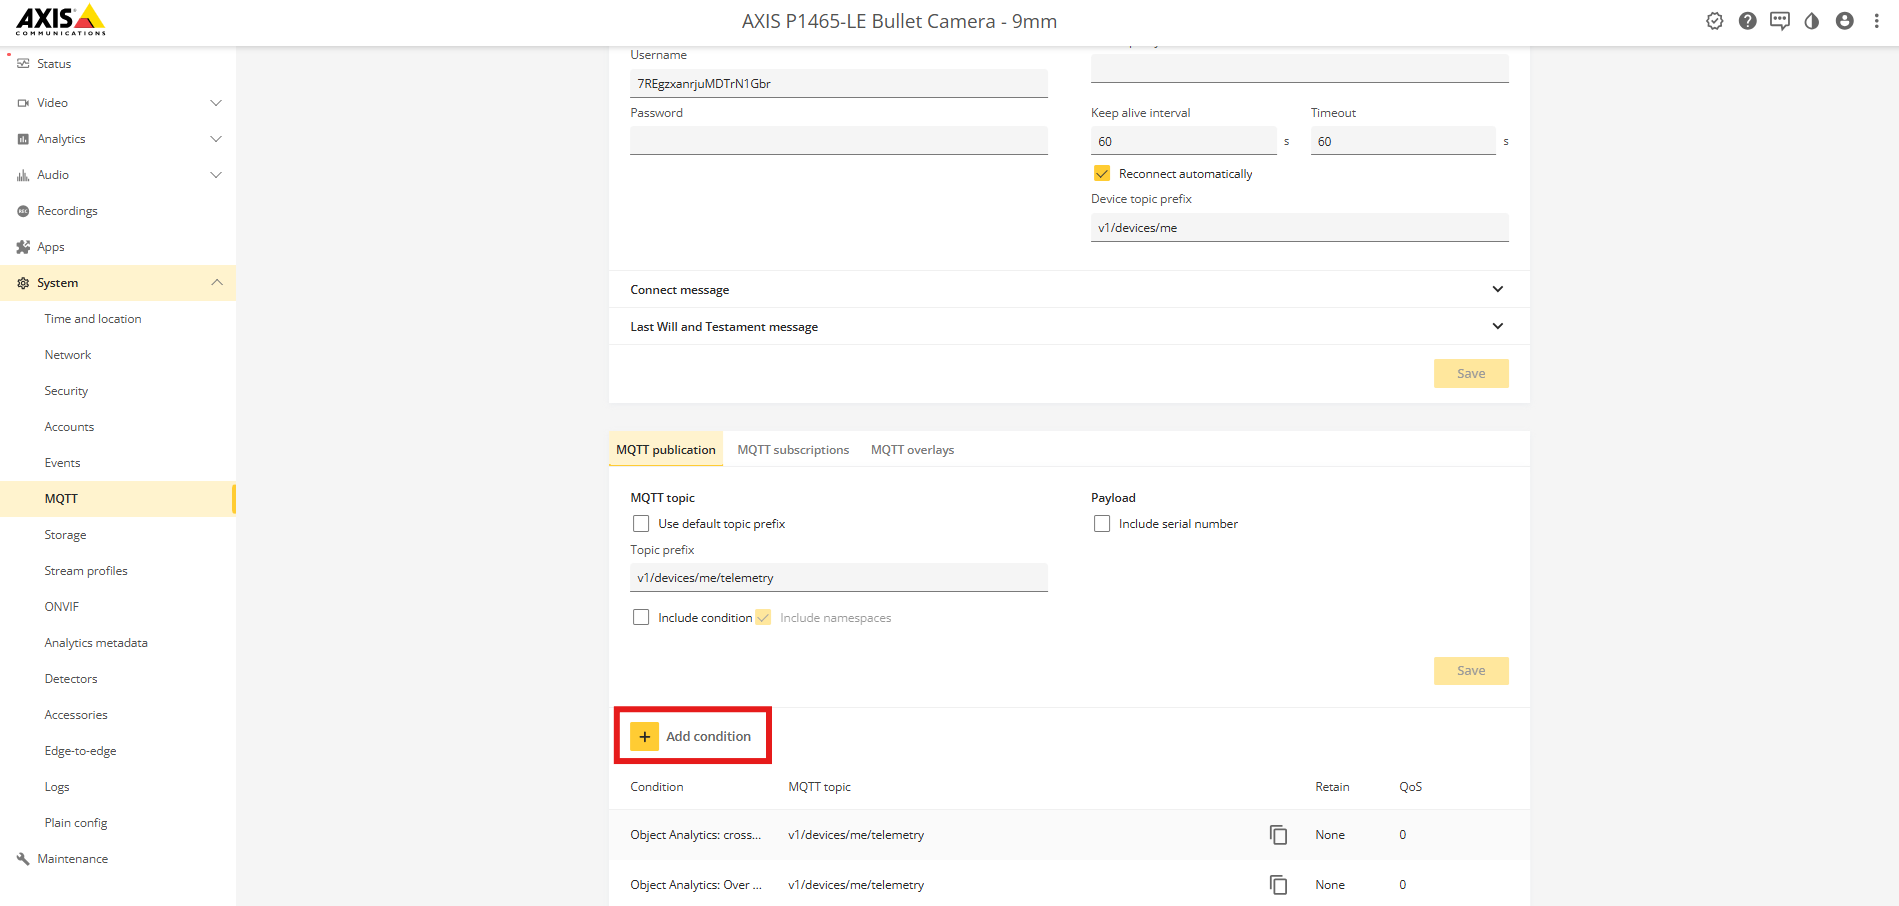 AXIS
COMMUNICATIONS
AXIS P1465-LE Bullet Camera - 9mm
Status
Video
Analytics
Audio
REC Recordings
Apps
System
Time and location
Network
Security
Accounts
Events
MQTT
Storage
Stream profiles
ONVIF
Analytics metadata
Detectors
Accessories
Edge-to-edge
Logs
Plain config
Maintenance
Username
7REgzxanrjuMDTrN1Gbr
Password
Keep alive interval
60 s
Timeout
60 s
Reconnect automatically
Device topic prefix
v1/devices/me
Connect message
Last Will and Testament message
Save
MQTT publication MQTT subscriptions MQTT overlays
MQTT topic
Use default topic prefix
Topic prefix
v1/devices/me/telemetry
Include condition Include namespaces
Payload
Include serial number
Save
+ Add condition
Condition MQTT topic Retain QoS
Object Analytics: cross... v1/devices/me/telemetry None 0
Object Analytics: Over ... v1/devices/me/telemetry None 0